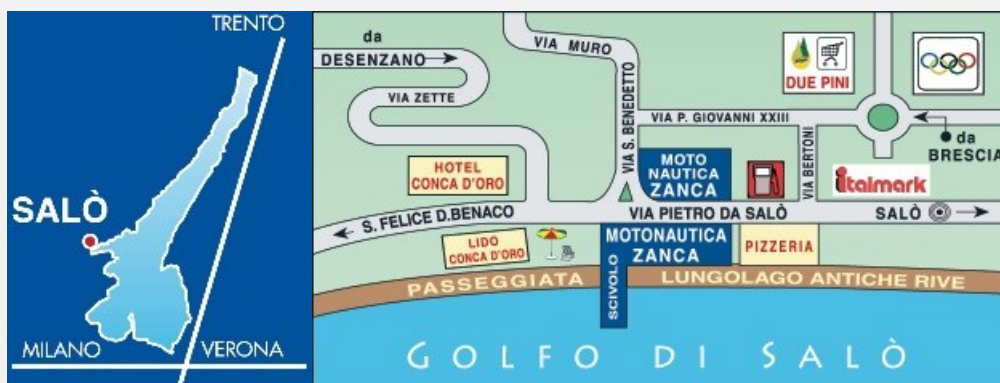 TRENTO
SALÒ
MILANO
VERONA
da
DESENZANO
VIA MURO
VIA ZETTE
VIA S. BENEDETTO
DUE PINI
VIA P. GIOVANNI XXIII
da
BRESCIA
HOTEL
CONCA D'ORO
MOTO
NAUTICA
ZANCA
VIA BERTONI
italmark
S. FELICE D.BENACO
VIA PIETRO DA SALÒ
SALÒ
LIDO
CONCA D'ORO
MOTONAUTICA
ZANCA
PIZZERIA
SCIVOLO
PASSEGGIATA
LUNGOLAGO ANTICHE RIVE
GOLFO DI SALÒ